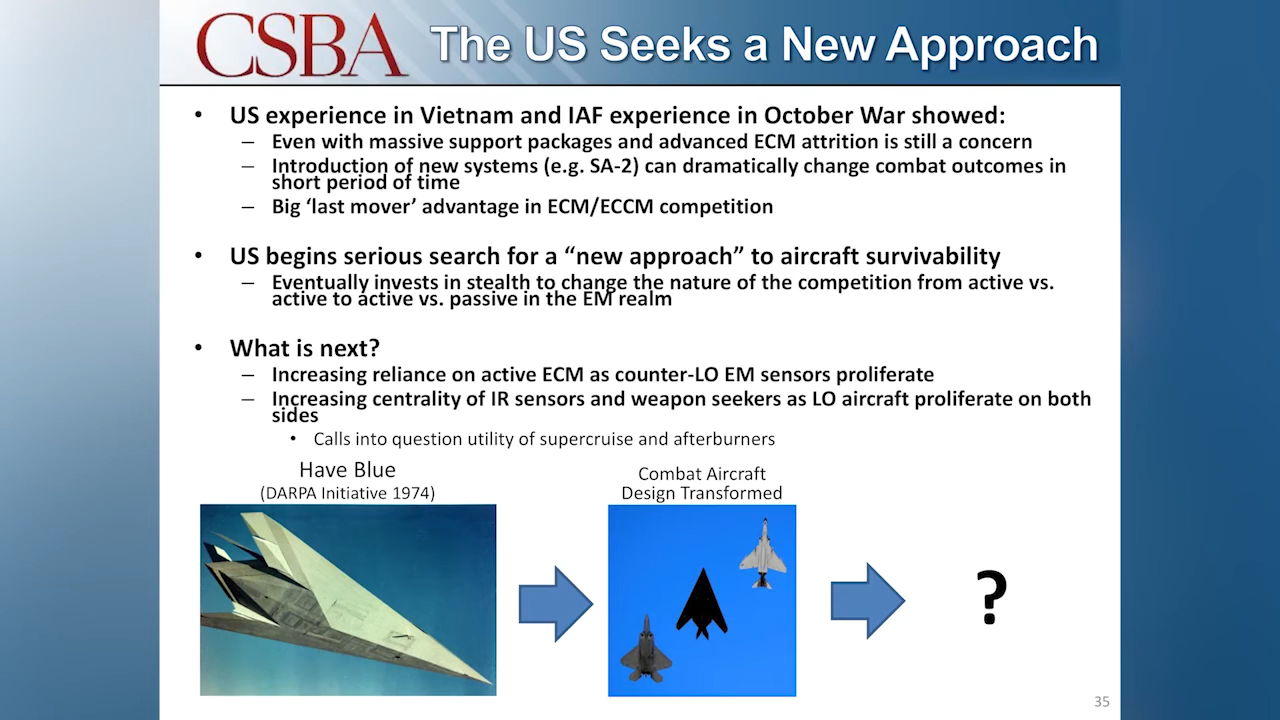 CSBA The US Seeks a New Approach
• US experience in Vietnam and IAF experience in October War showed:
– Even with massive support packages and advanced ECM attrition is still a concern
– Introduction of new systems (e.g. SA-2) can dramatically change combat outcomes in
short period of time
– Big ‘last mover’ advantage in ECM/ECCM competition
• US begins serious search for a “new approach” to aircraft survivability
– Eventually invests in stealth to change the nature of the competition from active vs.
active to active vs. passive in the EM realm
• What is next?
– Increasing reliance on active ECM as counter-LO EM sensors proliferate
– Increasing centrality of IR sensors and weapon seekers as LO aircraft proliferate on both
sides
• Calls into question utility of supercruise and afterburners
Have Blue
(DARPA Initiative 1974)
Combat Aircraft
Design Transformed
?
35